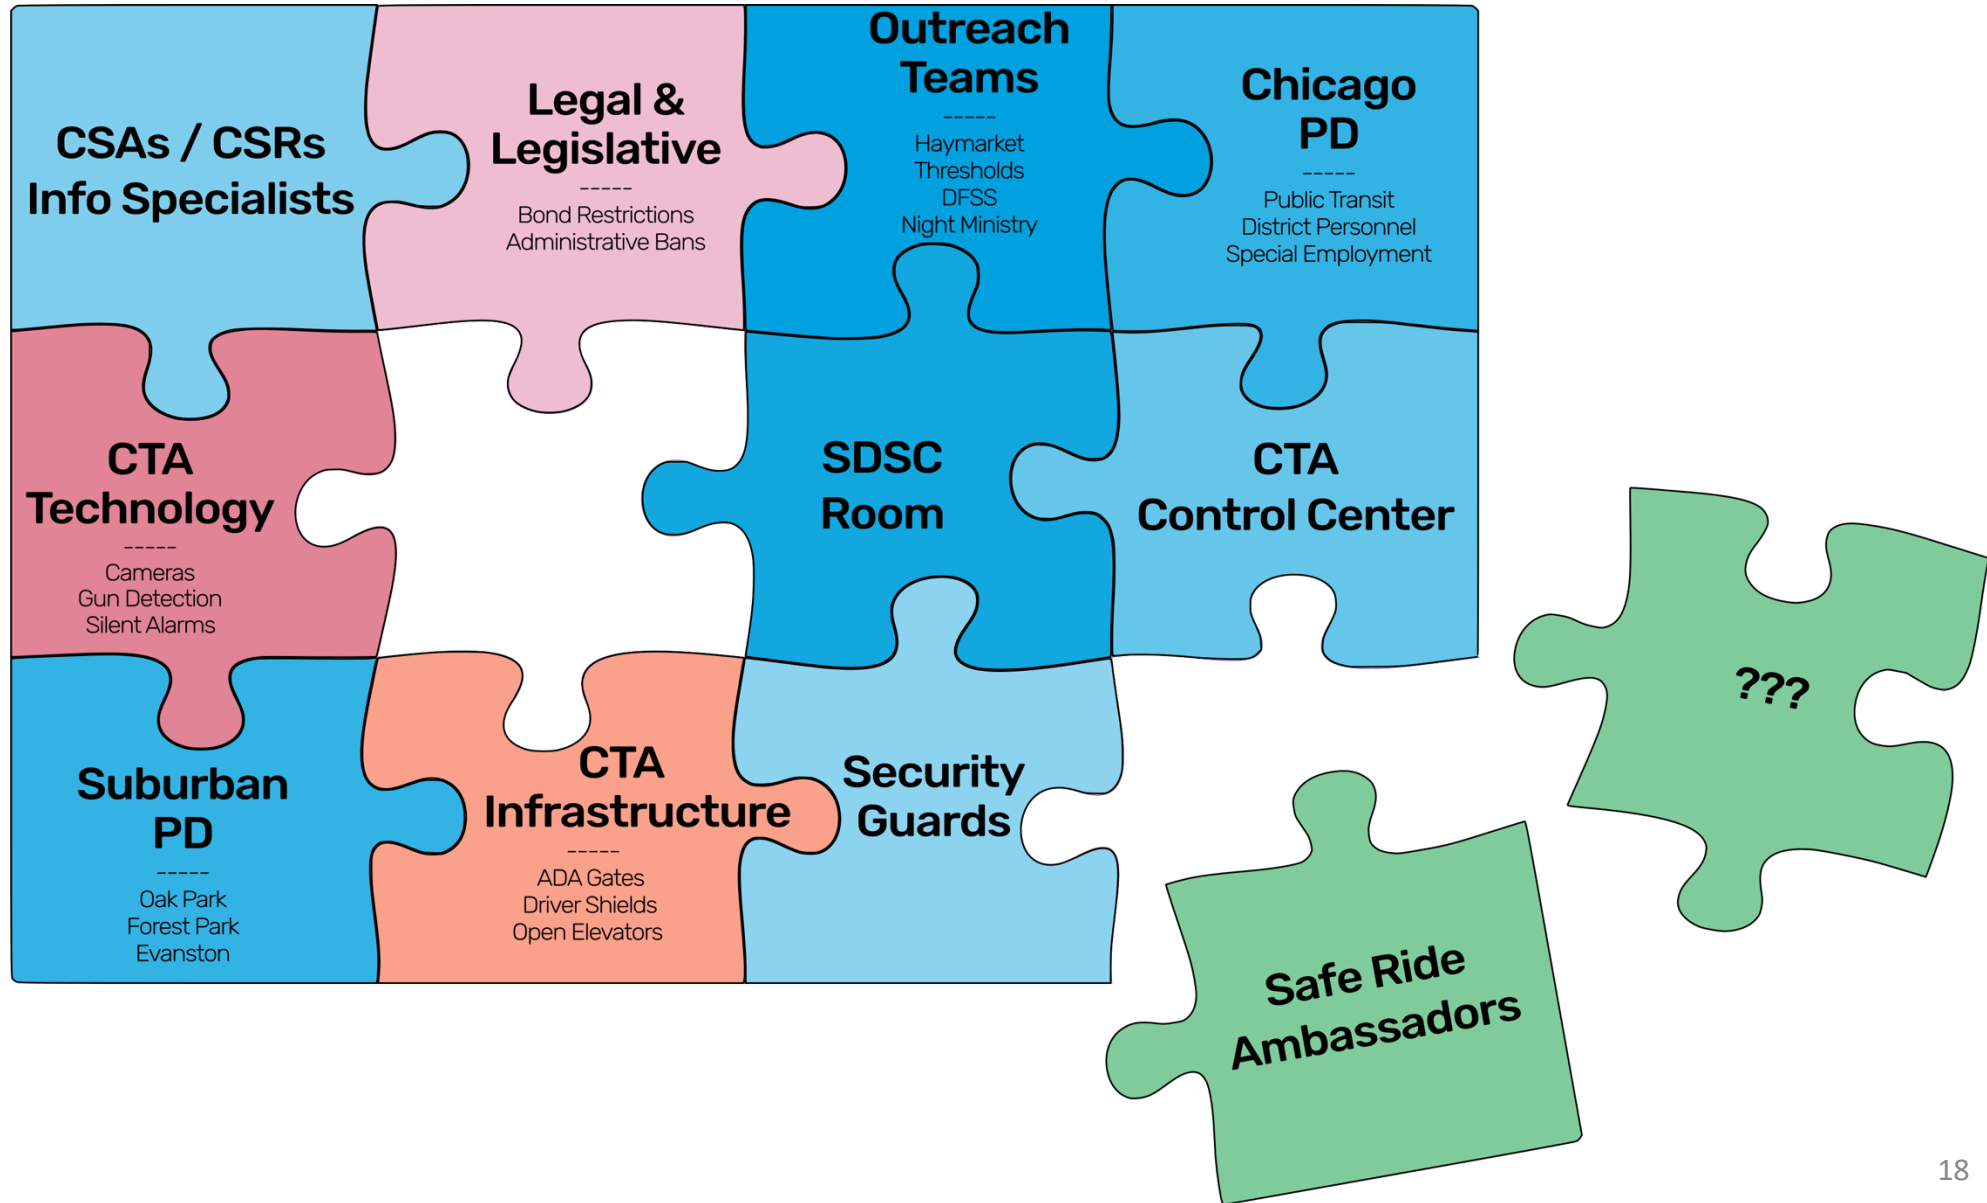 CSAs / CSRs
Info Specialists
Legal &
Legislative
-----
Bond Restrictions
Administrative Bans
Outreach
Teams
-----
Haymarket
Thresholds
DFSS
Night Ministry
Chicago
PD
-----
Public Transit
District Personnel
Special Employment
CTA
Technology
-----
Cameras
Gun Detection
Silent Alarms
SDSC
Room
CTA
Control Center
???
Suburban
PD
-----
Oak Park
Forest Park
Evanston
CTA
Infrastructure
-----
ADA Gates
Driver Shields
Open Elevators
Security
Guards
Safe Ride
Ambassadors
18